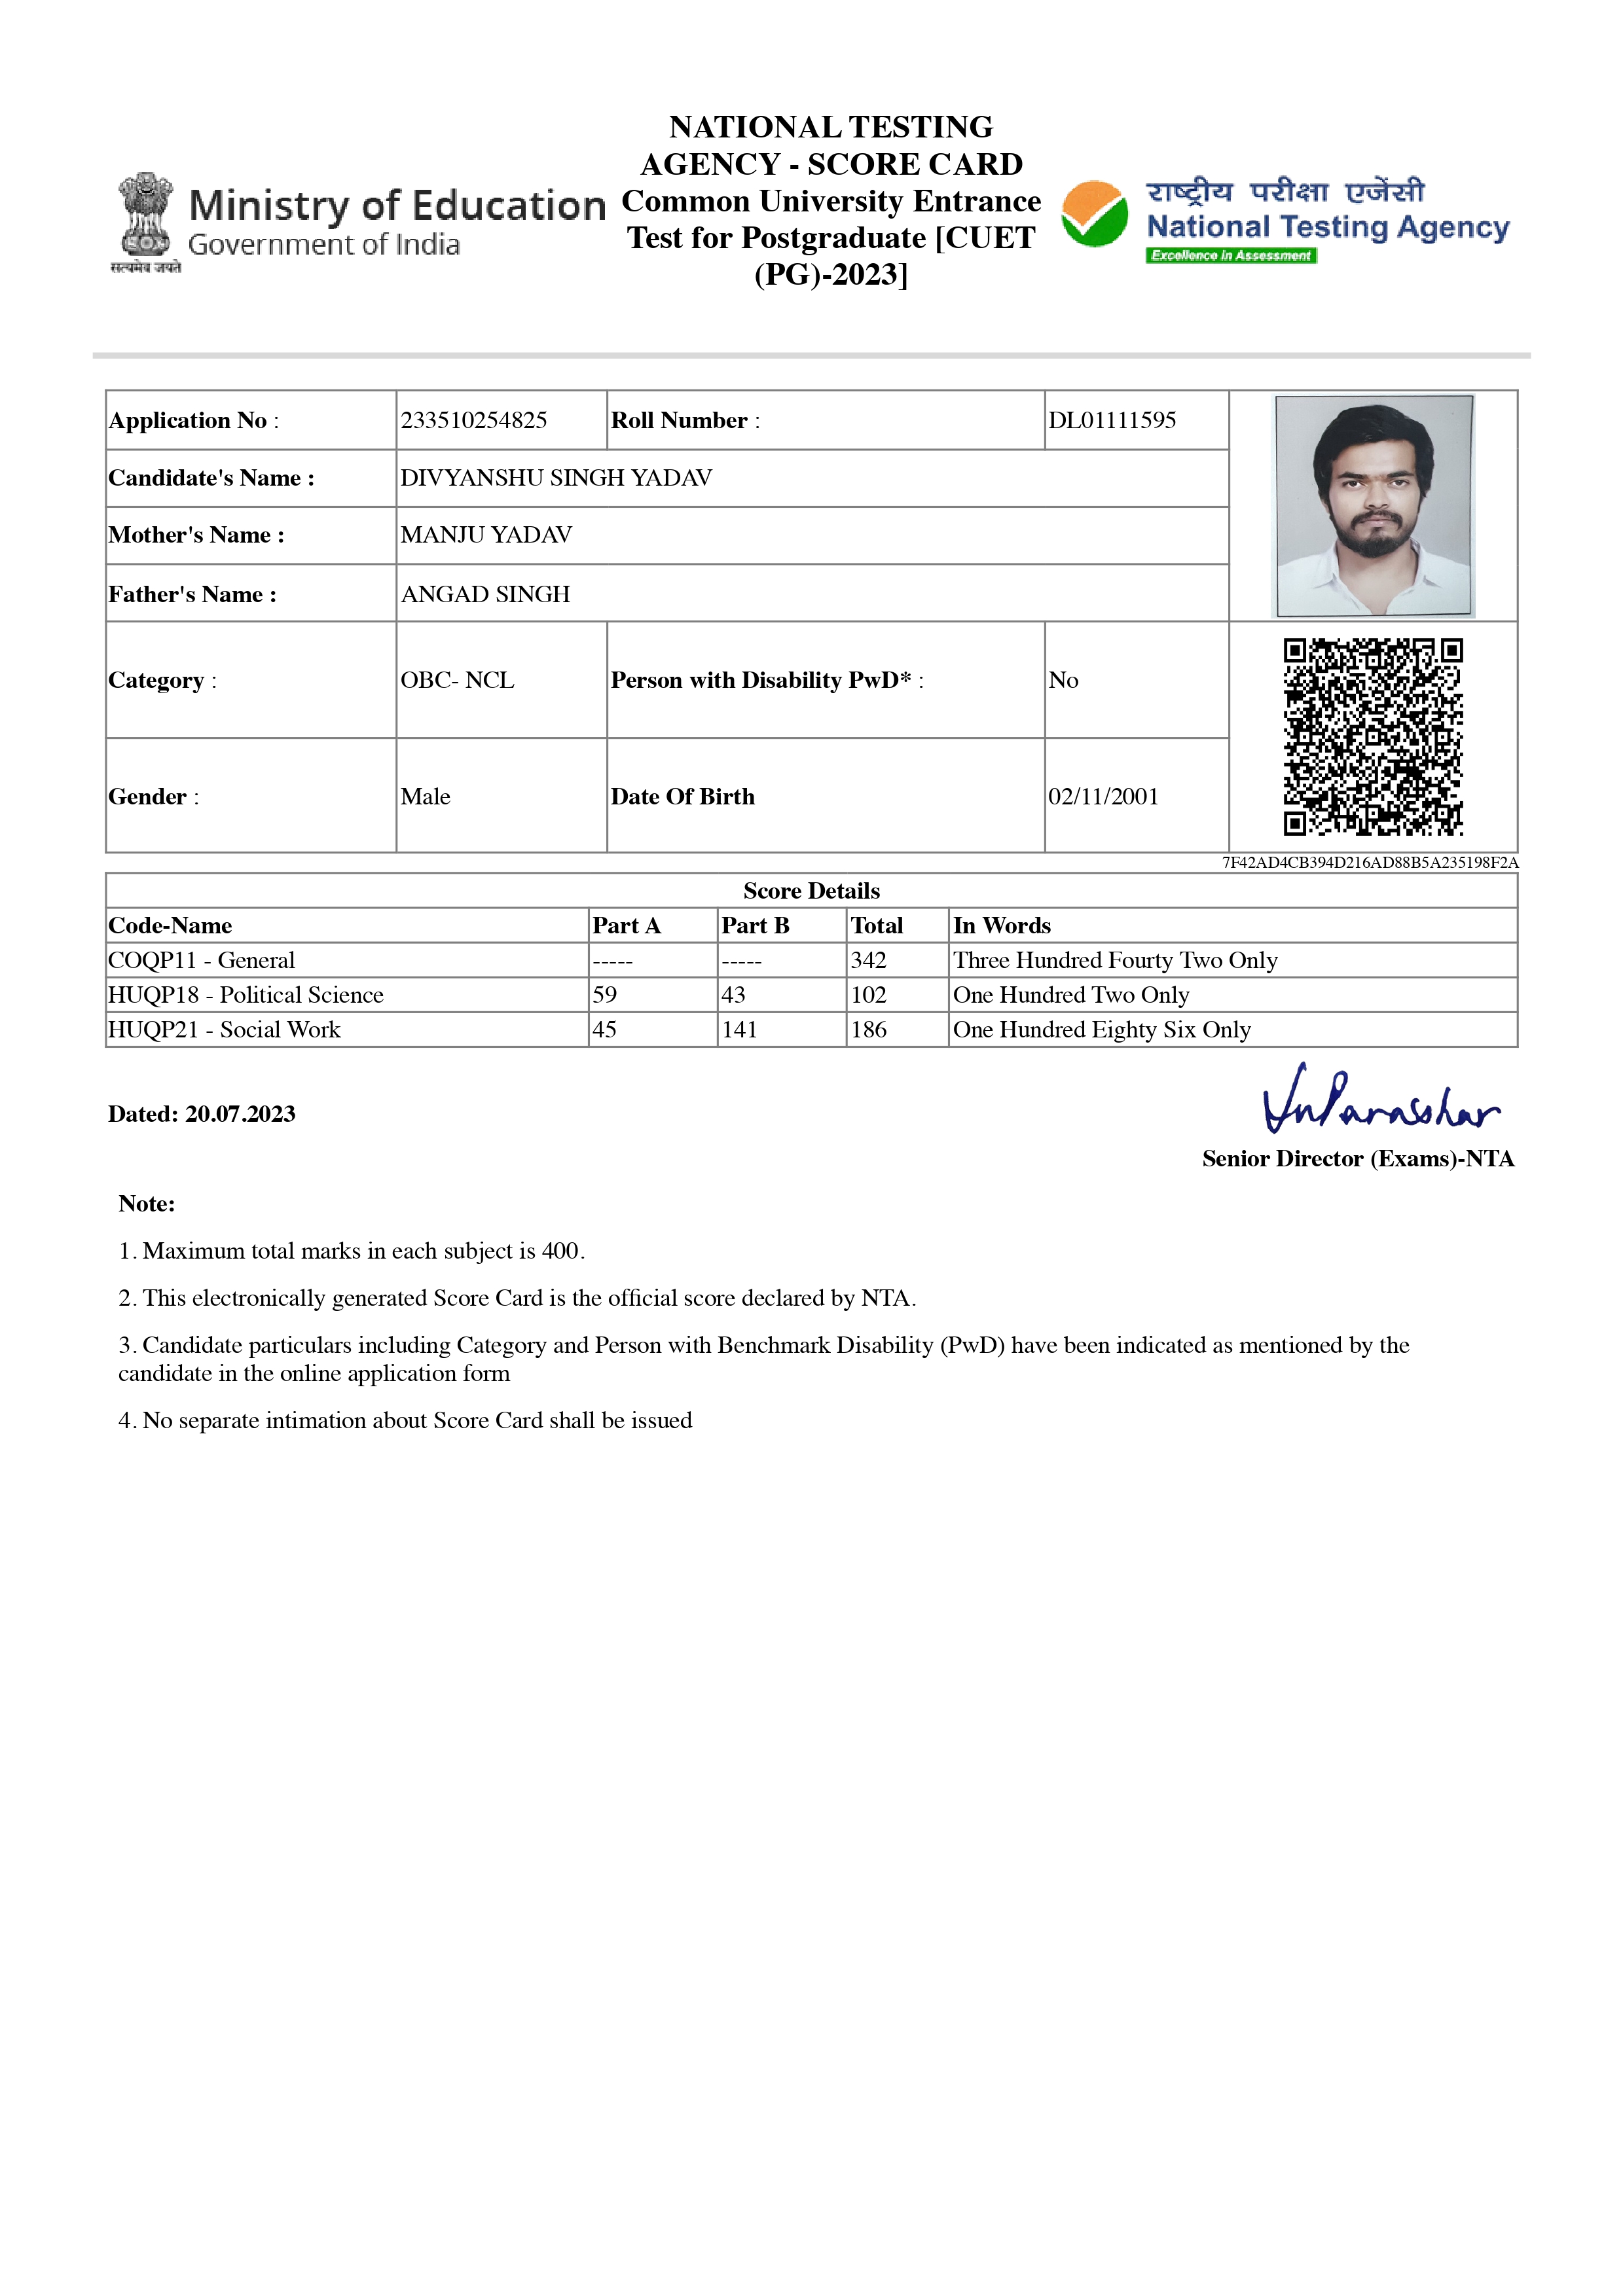 NATIONAL TESTING
AGENCY - SCORE CARD
Common University Entrance
Test for Postgraduate [CUET
(PG)-2023]
सत्यमेव जयते
Ministry of Education
Government of India
राष्ट्रीय परीक्षा एजेंसी
National Testing Agency
Excellence in Assessment
Application No : 233510254825 Roll Number : DL01111595
Candidate's Name : DIVYANSHU SINGH YADAV
Mother's Name : MANJU YADAV
Father's Name : ANGAD SINGH
Category : OBC- NCL Person with Disability PwD* : No
Gender : Male Date Of Birth 02/11/2001
7F42AD4CB394D216AD88B5A235198F2A
Score Details
Code-Name Part A Part B Total In Words
COQP11 - General ----- ----- 342 Three Hundred Fourty Two Only
HUQP18 - Political Science 59 43 102 One Hundred Two Only
HUQP21 - Social Work 45 141 186 One Hundred Eighty Six Only
Dated: 20.07.2023
Senior Director (Exams)-NTA
Note:
1. Maximum total marks in each subject is 400.
2. This electronically generated Score Card is the official score declared by NTA.
3. Candidate particulars including Category and Person with Benchmark Disability (PwD) have been indicated as mentioned by the
candidate in the online application form
4. No separate intimation about Score Card shall be issued